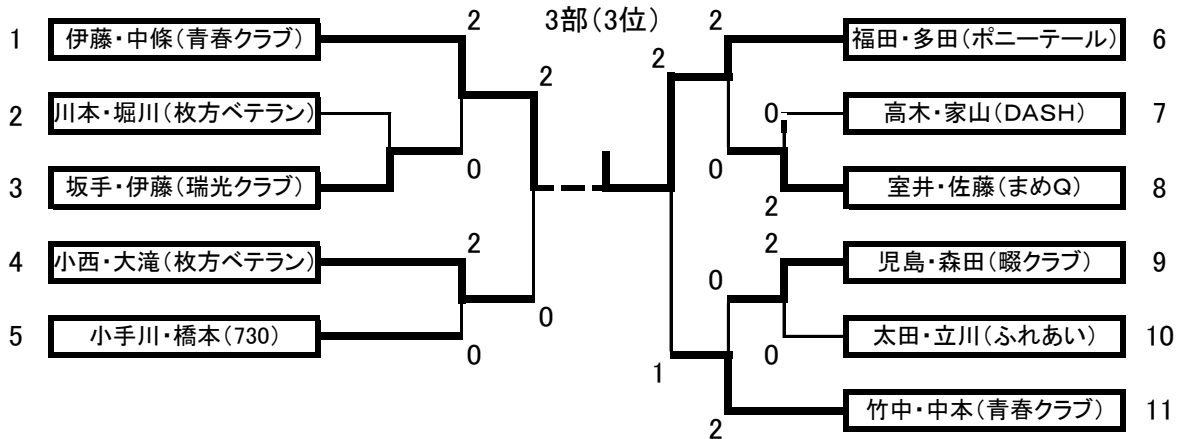 3部(3位)
1 伊藤・中條(青春クラブ)
2 川本・堀川(枚方ベテラン)
3 坂手・伊藤(瑞光クラブ)
4 小西・大滝(枚方ベテラン)
5 小手川・橋本(730)
2
2
0
2
0
0
2
2
0
0
2
2
0
0
1
2
福田・多田(ポニーテール) 6
高木・家山(DASH) 7
室井・佐藤(まめQ) 8
児島・森田(畷クラブ) 9
太田・立川(ふれあい) 10
竹中・中本(青春クラブ) 11